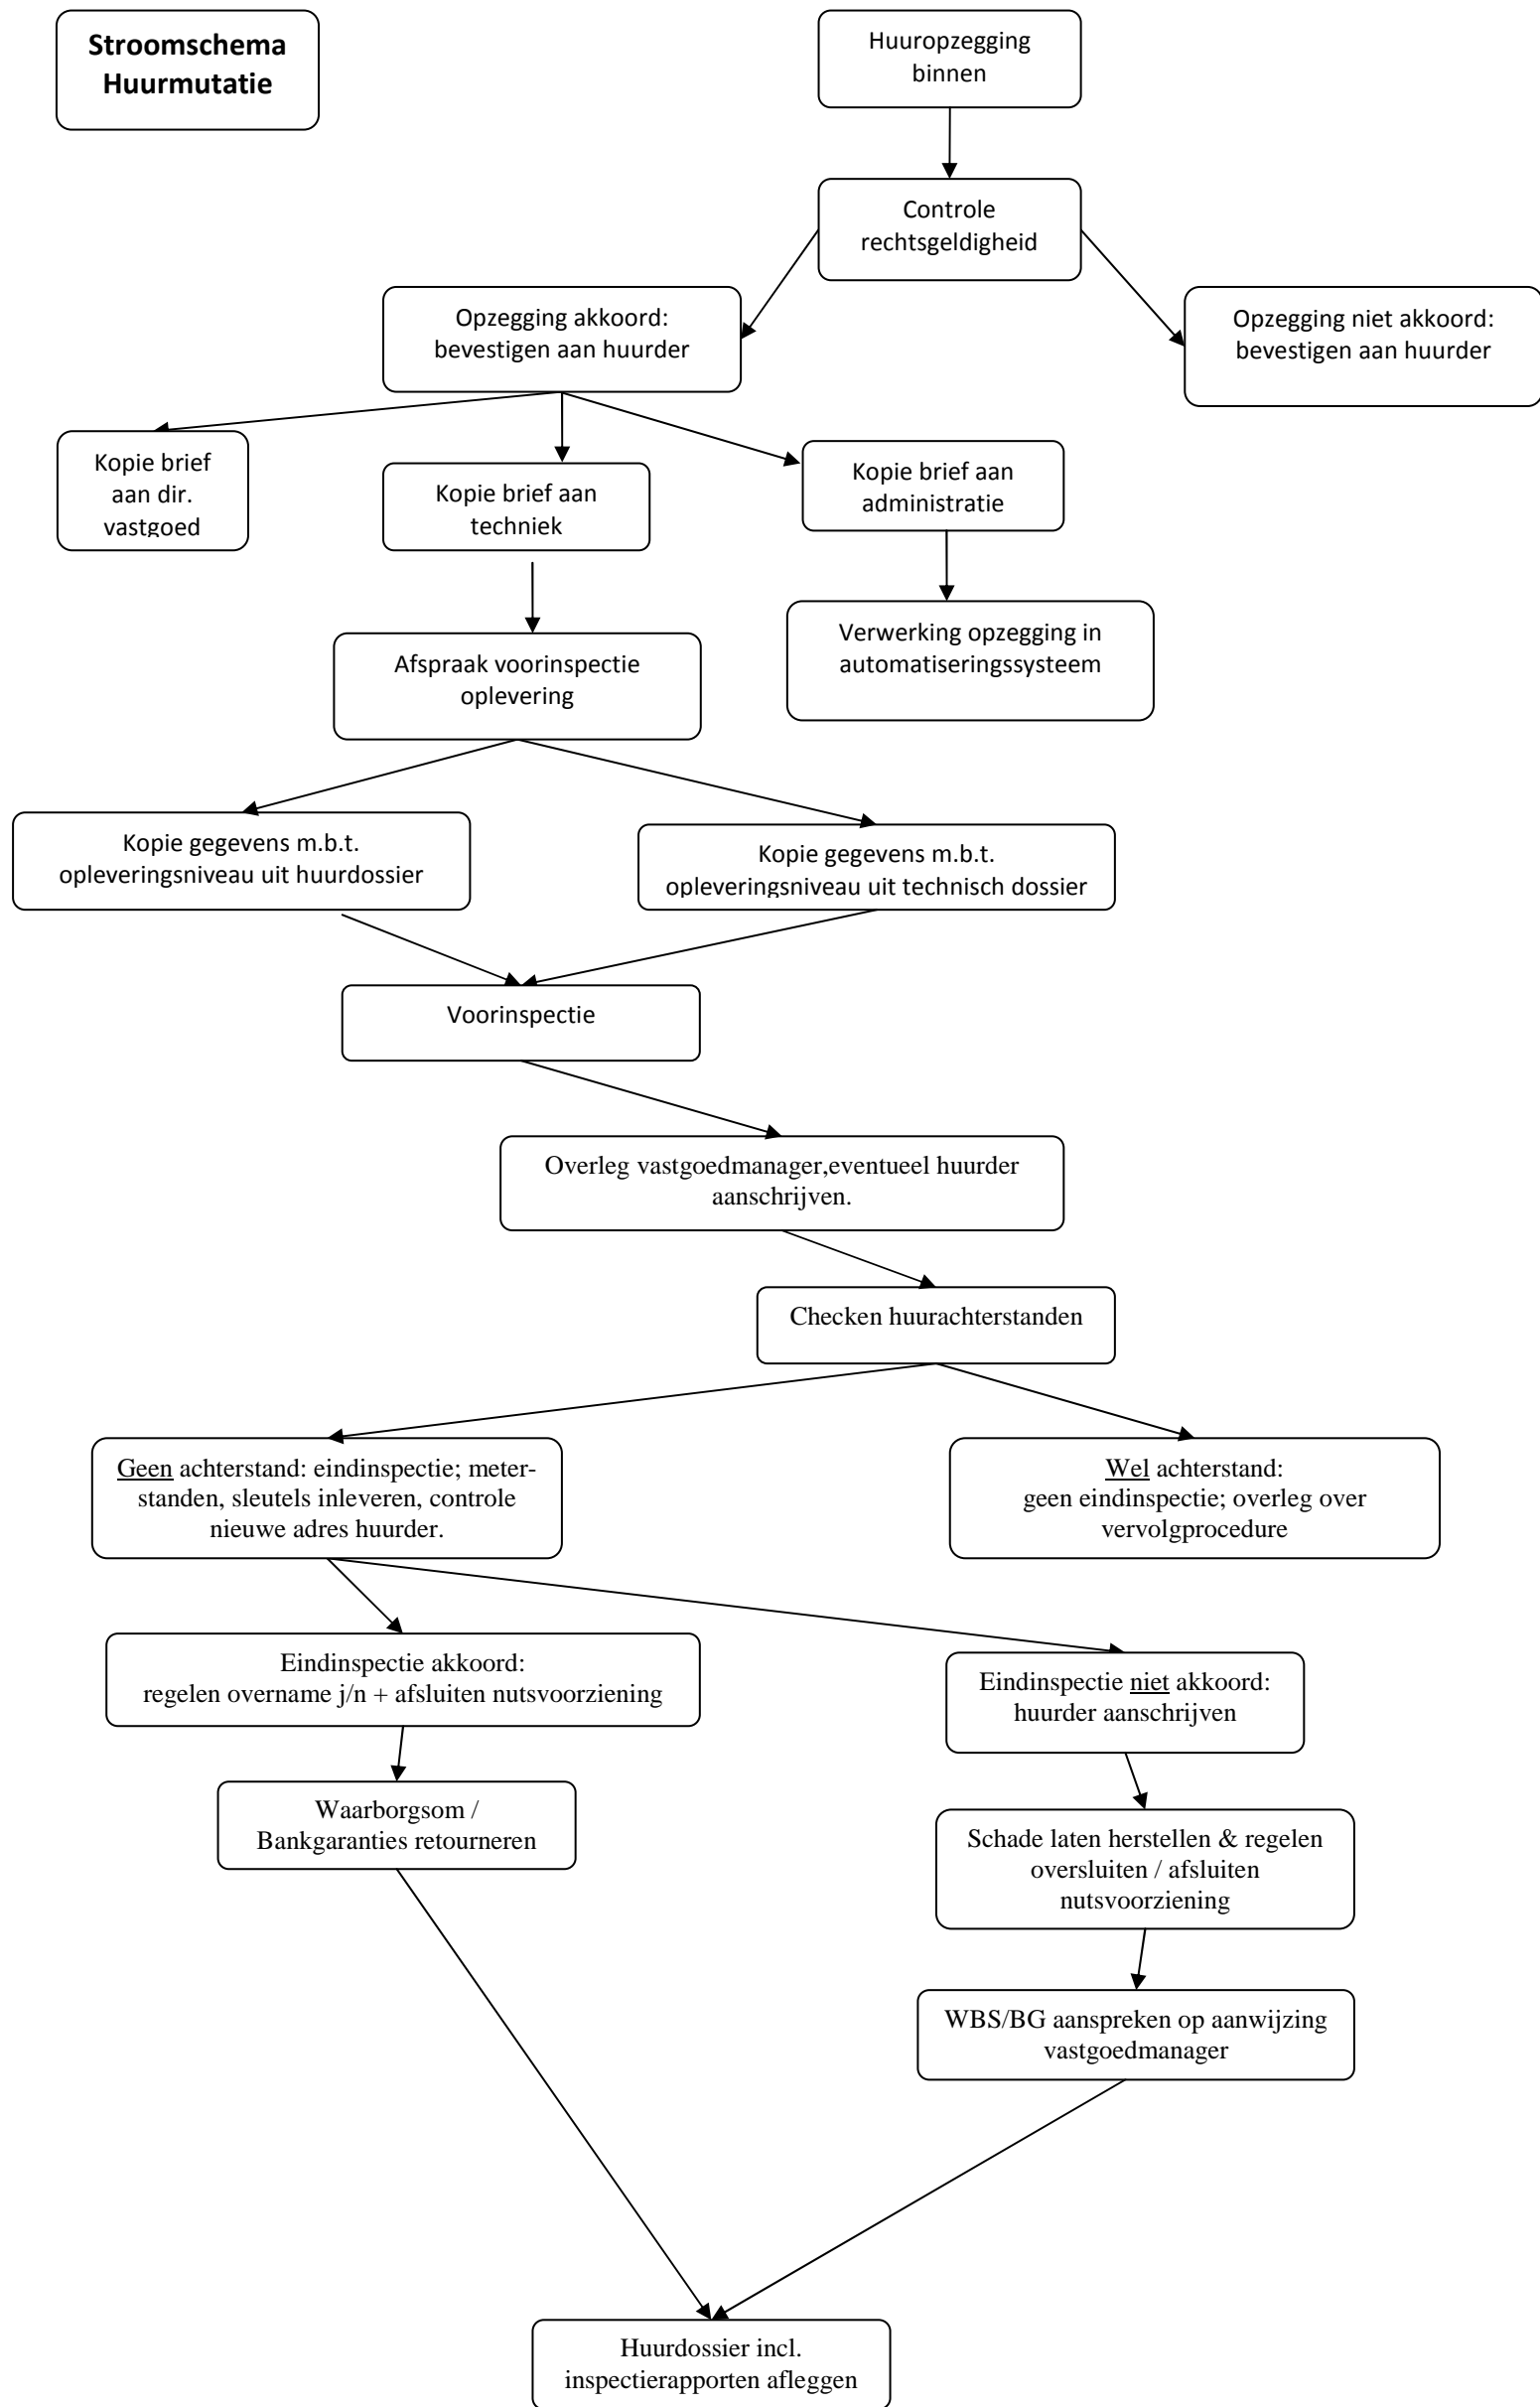 Stroomschema
Huurmutatie
Huuropzegging
binnen
Controle
rechtsgeldigheid
Opzegging akkoord:
bevestigen aan huurder
Opzegging niet akkoord:
bevestigen aan huurder
Kopie brief
aan dir.
vastgoed
Kopie brief aan
techniek
Kopie brief aan
administratie
Verwerking opzegging in
automatiseringssysteem
Afspraak voorinspectie
oplevering
Kopie gegevens m.b.t.
opleveringsniveau uit huurdossier
Kopie gegevens m.b.t.
opleveringsniveau uit technisch dossier
Voorinspectie
Overleg vastgoedmanager,eventueel huurder
aanschrijven.
Checken huurachterstanden
Geen achterstand: eindinspectie; meter-
standen, sleutels inleveren, controle
nieuwe adres huurder.
Wel achterstand:
geen eindinspectie; overleg over
vervolgprocedure
Eindinspectie akkoord:
regelen overname j/n + afsluiten nutsvoorziening
Eindinspectie niet akkoord:
huurder aanschrijven
Waarborgsom /
Bankgaranties retourneren
Schade laten herstellen & regelen
oversluiten / afsluiten
nutsvoorziening
WBS/BG aanspreken op aanwijzing
vastgoedmanager
Huurdossier incl.
inspectierapporten afleggen